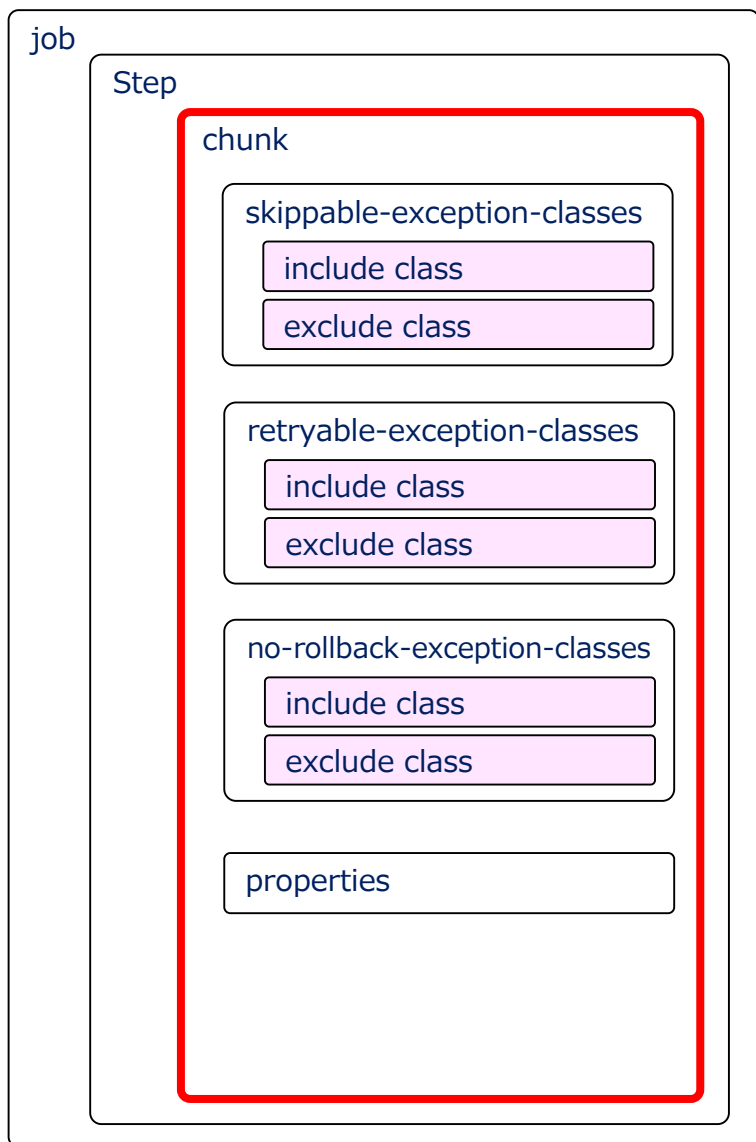 job
Step
chunk
skippable-exception-classes
include class
exclude class
retryable-exception-classes
include class
exclude class
no-rollback-exception-classes
include class
exclude class
properties